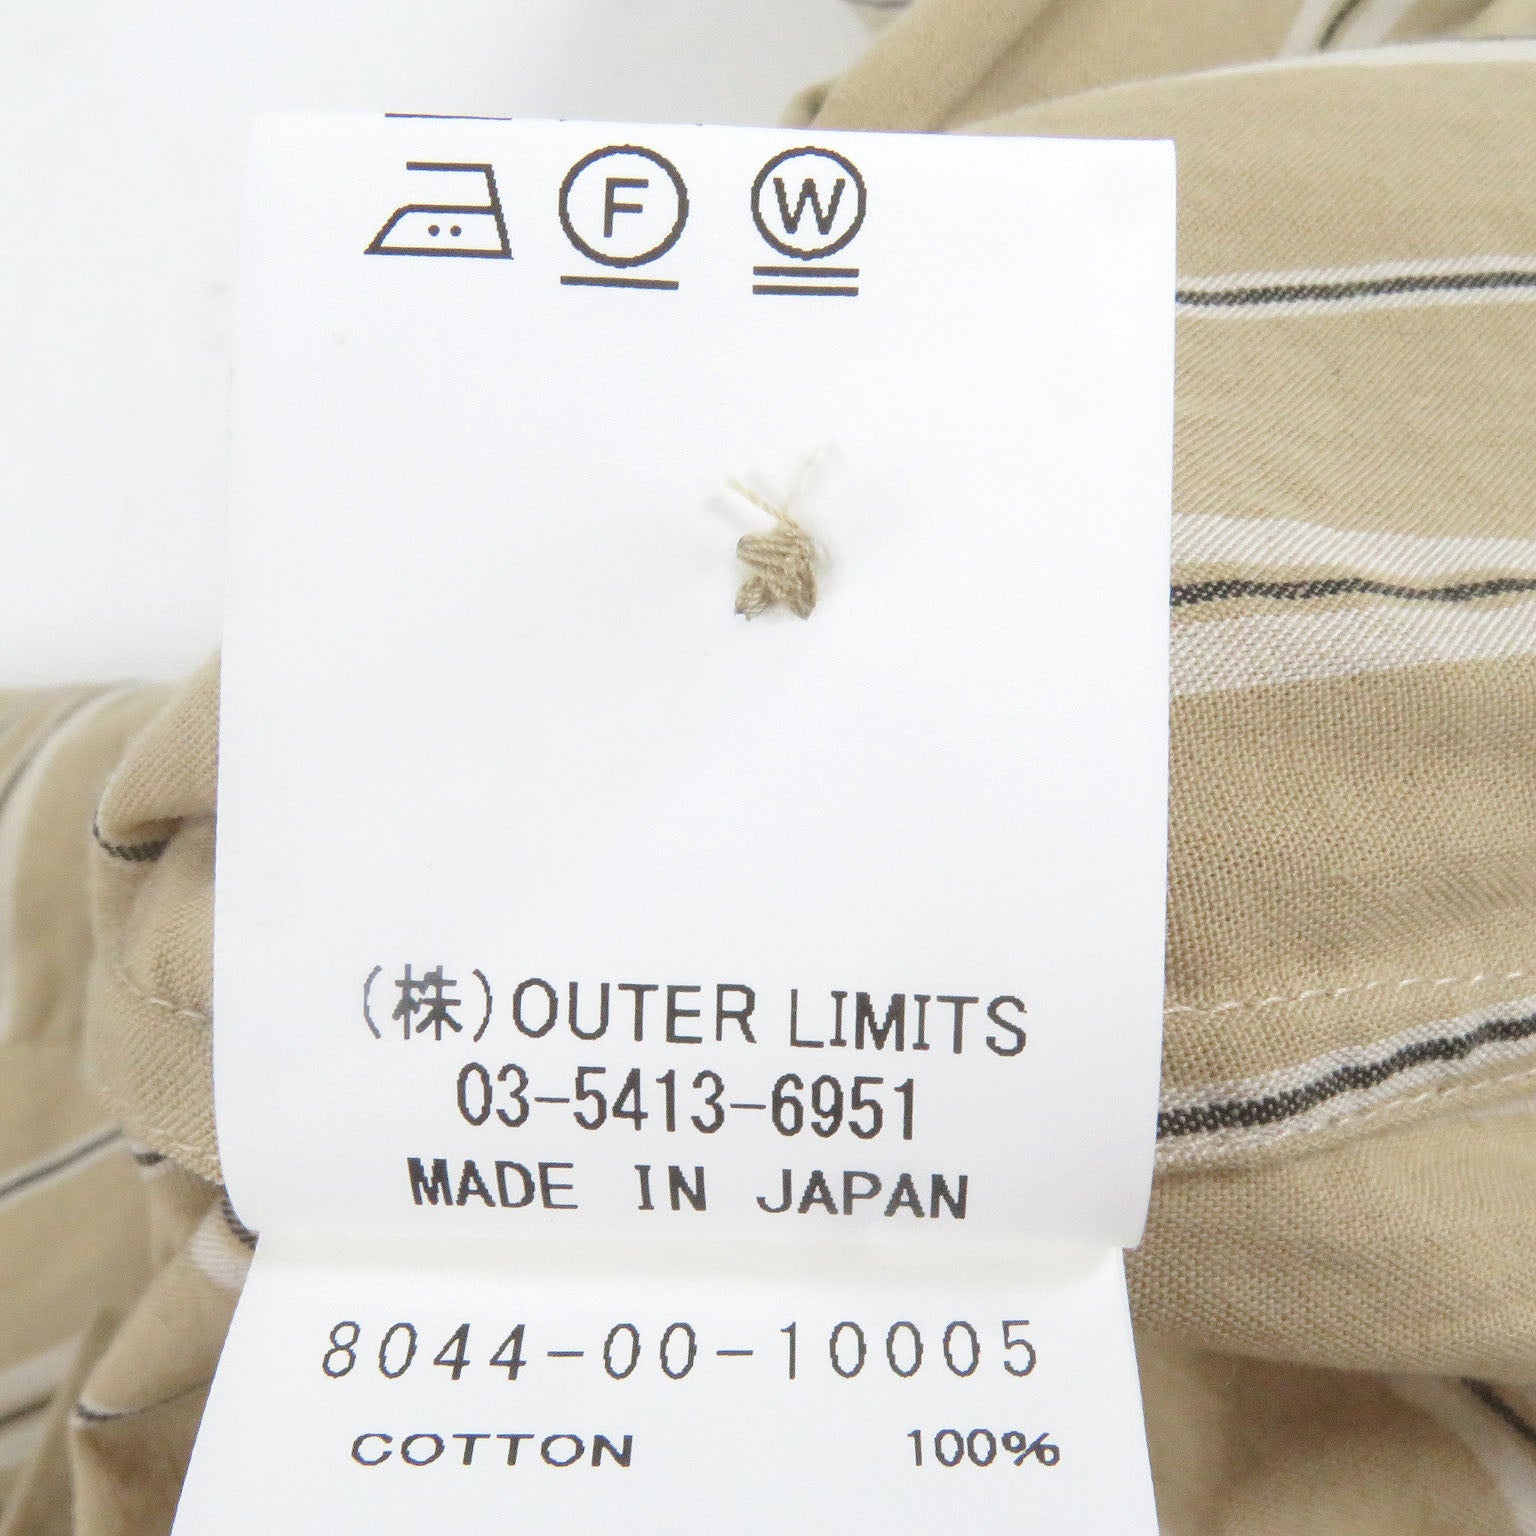 F W
(株)OUTER LIMITS
03-5413-6951
MADE IN JAPAN
8044-00-10005
COTTON 100%